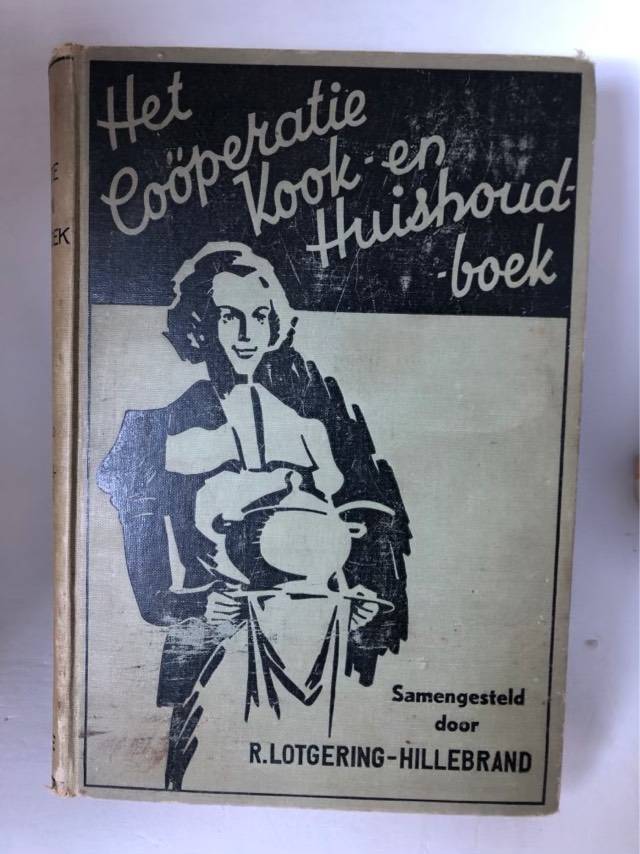 Het
Coöperatie
Kook- en
Huishoud-
-boek
Samengesteld
door
R. LOTGERING-HILLEBRAND